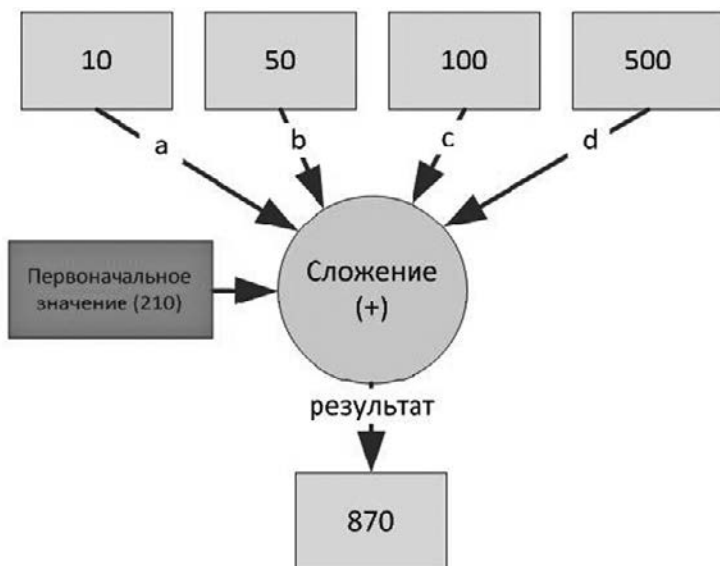 10 50 100 500
a b c d
Первоначальное
значение (210)
Сложение
(+)
результат
870